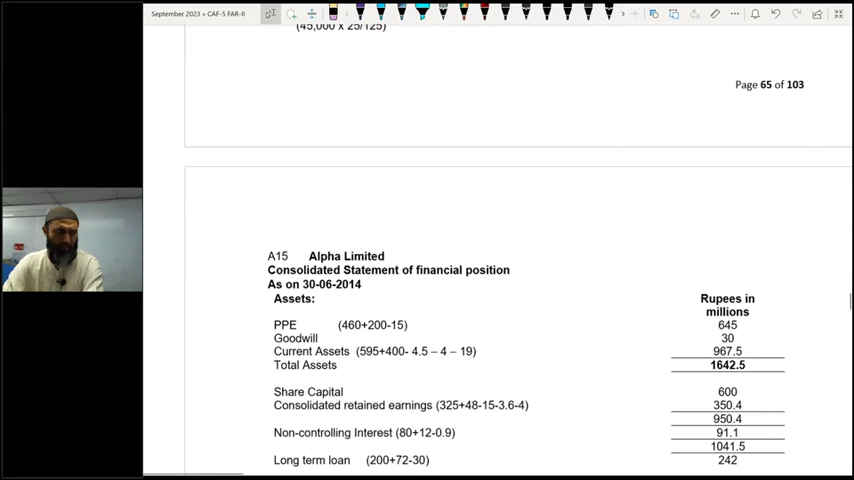 September 2023 » CAF-5 FAR-II
(45,000 x 25/125)
Page 65 of 103
A15 Alpha Limited
Consolidated Statement of financial position
As on 30-06-2014
Assets: Rupees in
millions
PPE (460+200-15) 645
Goodwill 30
Current Assets (595+400- 4.5 – 4 – 19) 967.5
Total Assets 1642.5
Share Capital 600
Consolidated retained earnings (325+48-15-3.6-4) 350.4
950.4
Non-controlling Interest (80+12-0.9) 91.1
1041.5
Long term loan (200+72-30) 242